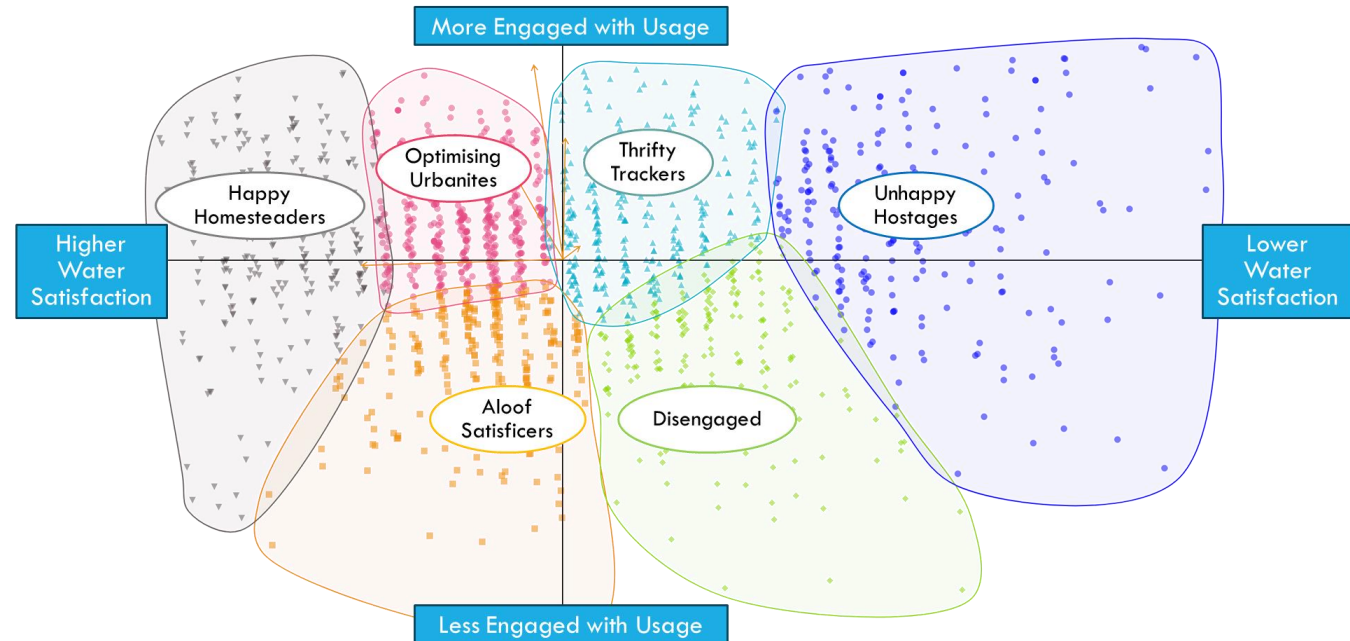 More Engaged with Usage
Optimising
Urbanites
Thrifty
Trackers
Happy
Homesteaders
Unhappy
Hostages
Higher
Water
Satisfaction
Lower
Water
Satisfaction
Aloof
Satisficers
Disengaged
Less Engaged with Usage